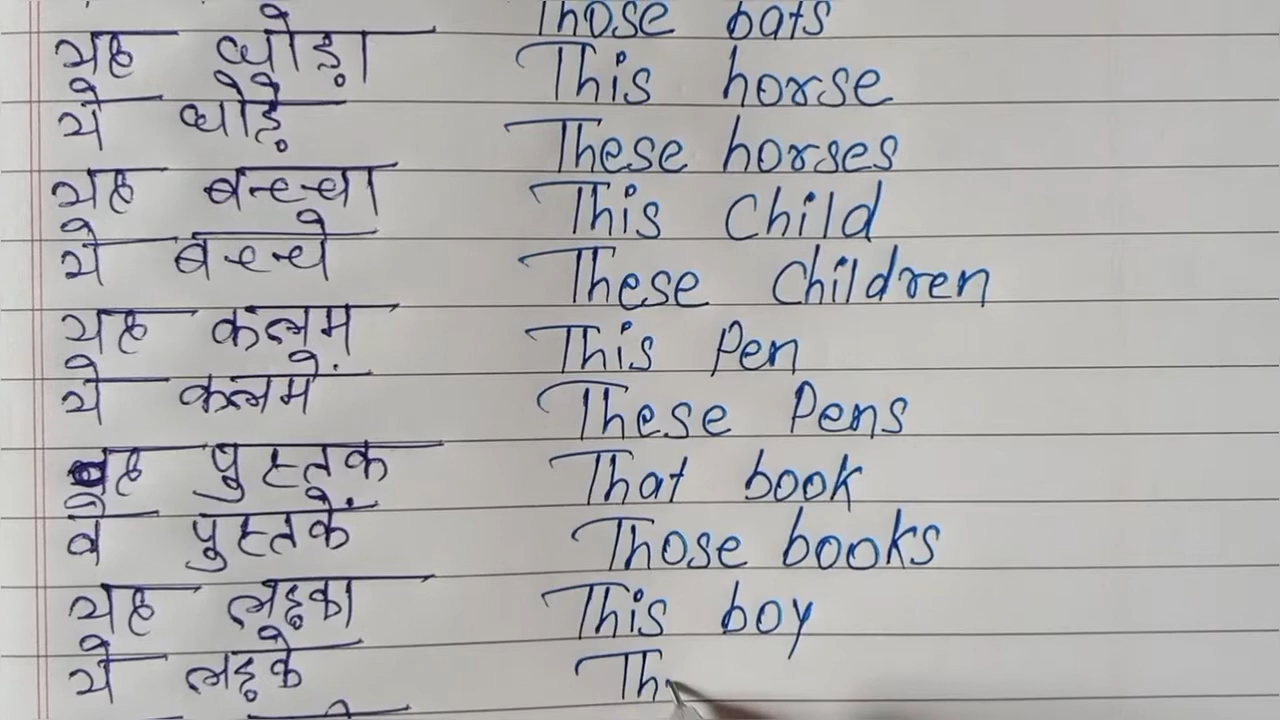 Those bats
यह घोड़ा This horse
ये घोड़े These horses
यह बच्चा This Child
ये बच्चे These Children
यह कलम This Pen
ये कलमें These Pens
वह पुस्तक That book
वे पुस्तकें Those books
यह लड़का This boy
ये लड़के Th